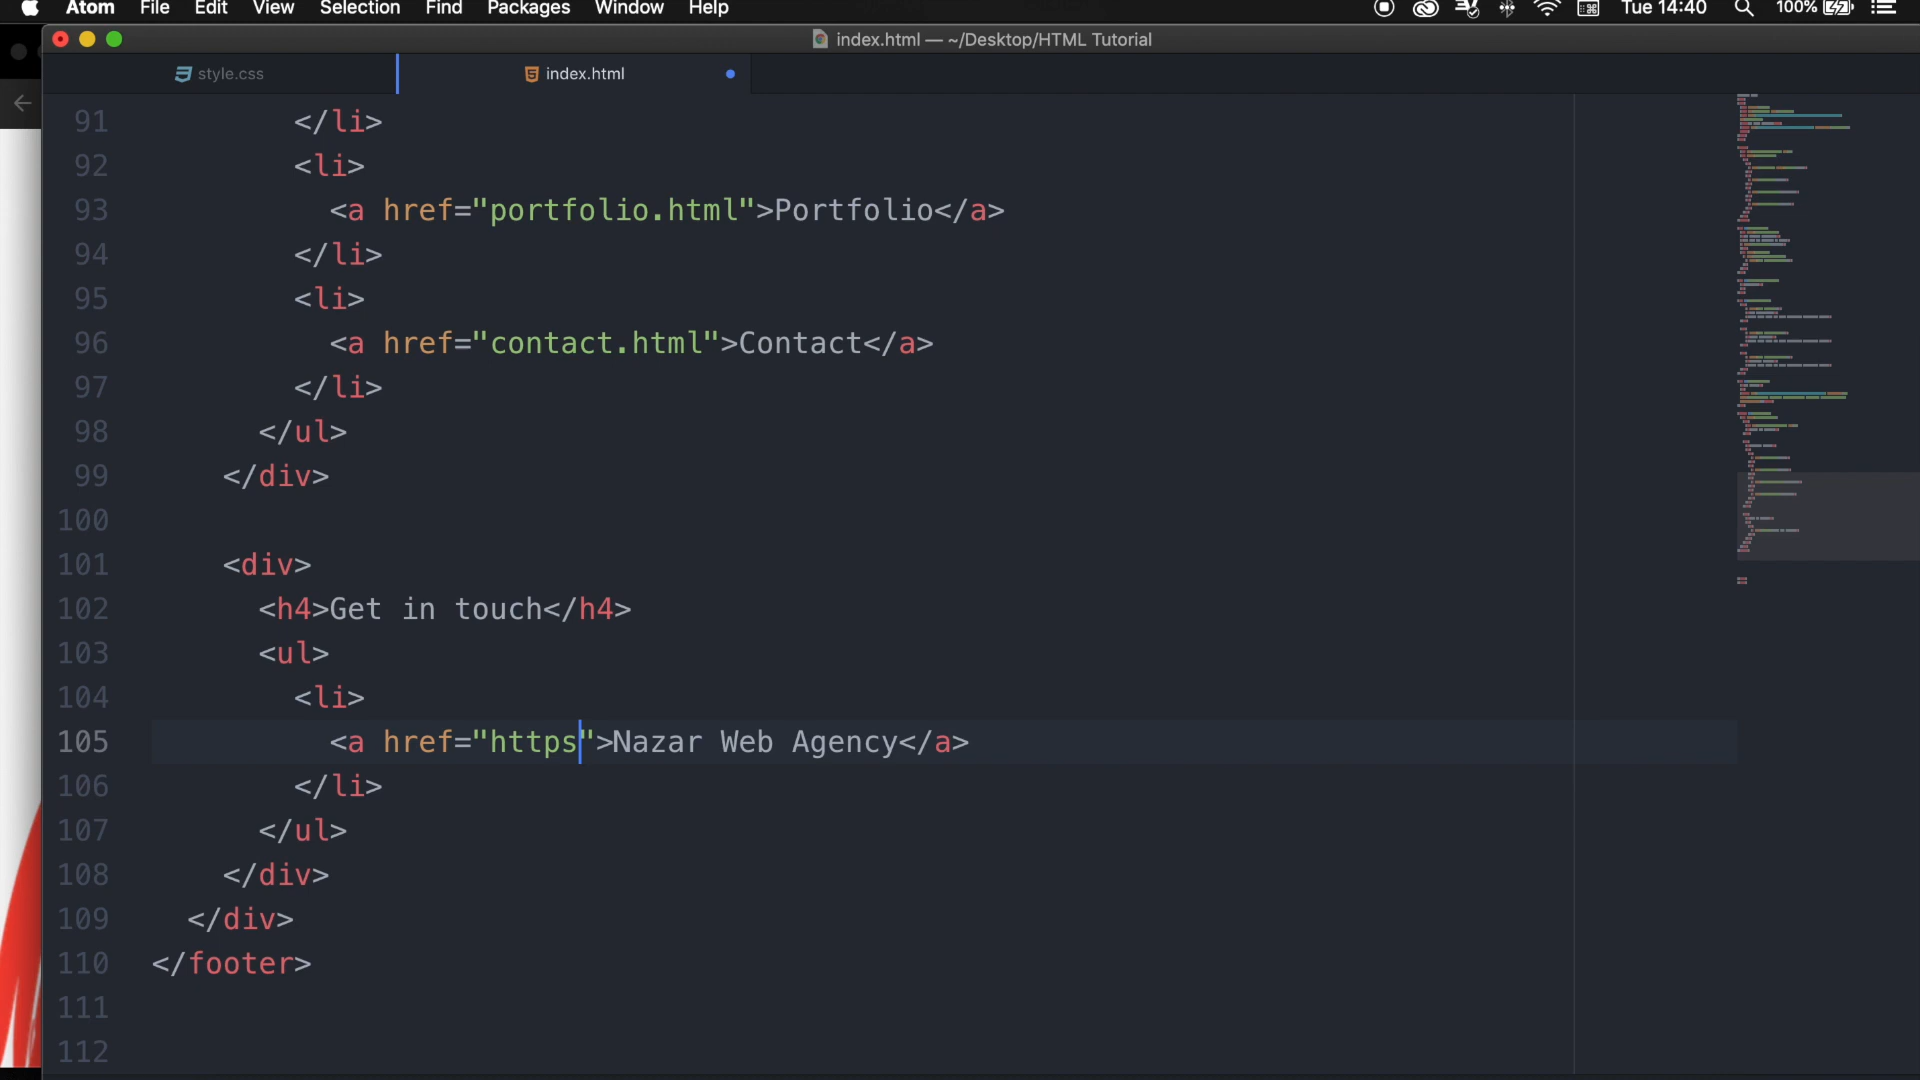 Atom File Edit View Selection Find Packages Window Help Tue 14:40 100%
index.html — ~/Desktop/HTML Tutorial
style.css index.html
91 </li>
92 <li>
93 <a href="portfolio.html">Portfolio</a>
94 </li>
95 <li>
96 <a href="contact.html">Contact</a>
97 </li>
98 </ul>
99 </div>
100
101 <div>
102 <h4>Get in touch</h4>
103 <ul>
104 <li>
105 <a href="https">Nazar Web Agency</a>
106 </li>
107 </ul>
108 </div>
109 </div>
110 </footer>
111
112